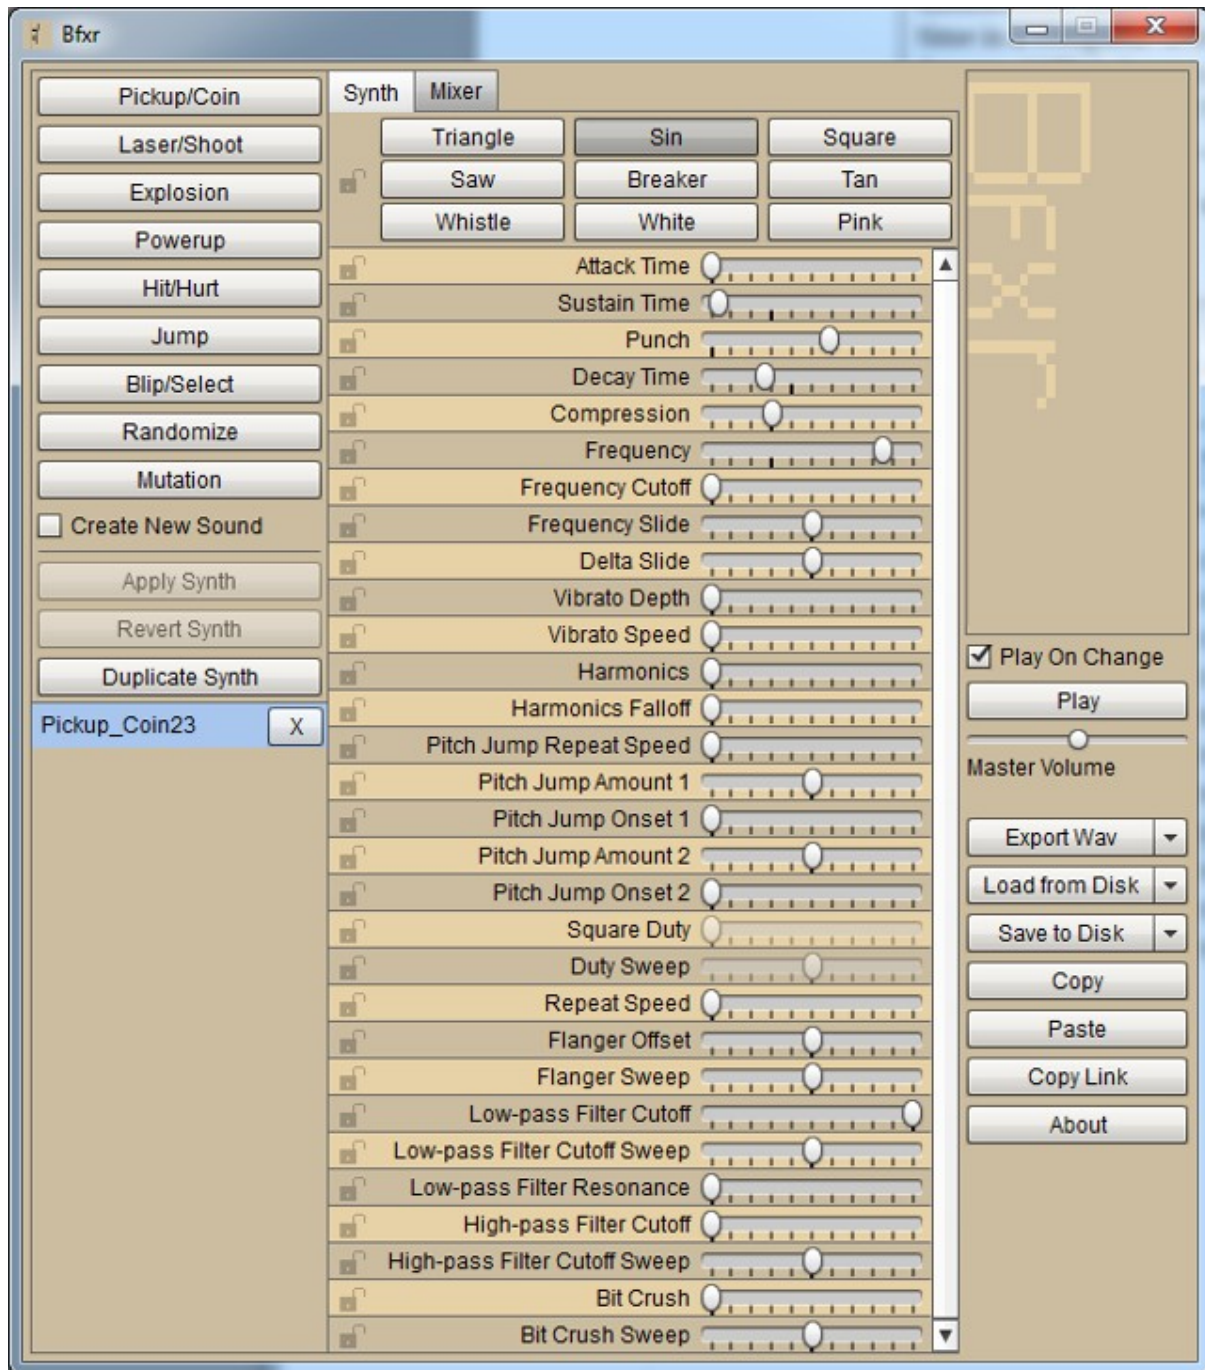 Bfxr
Pickup/Coin
Laser/Shoot
Explosion
Powerup
Hit/Hurt
Jump
Blip/Select
Randomize
Mutation
Create New Sound
Apply Synth
Revert Synth
Duplicate Synth
Pickup_Coin23 X
Synth Mixer
Triangle Sin Square
Saw Breaker Tan
Whistle White Pink
Attack Time
Sustain Time
Punch
Decay Time
Compression
Frequency
Frequency Cutoff
Frequency Slide
Delta Slide
Vibrato Depth
Vibrato Speed
Harmonics
Harmonics Falloff
Pitch Jump Repeat Speed
Pitch Jump Amount 1
Pitch Jump Onset 1
Pitch Jump Amount 2
Pitch Jump Onset 2
Square Duty
Duty Sweep
Repeat Speed
Flanger Offset
Flanger Sweep
Low-pass Filter Cutoff
Low-pass Filter Cutoff Sweep
Low-pass Filter Resonance
High-pass Filter Cutoff
High-pass Filter Cutoff Sweep
Bit Crush
Bit Crush Sweep
Bfxr
Play On Change
Play
Master Volume
Export Wav
Load from Disk
Save to Disk
Copy
Paste
Copy Link
About